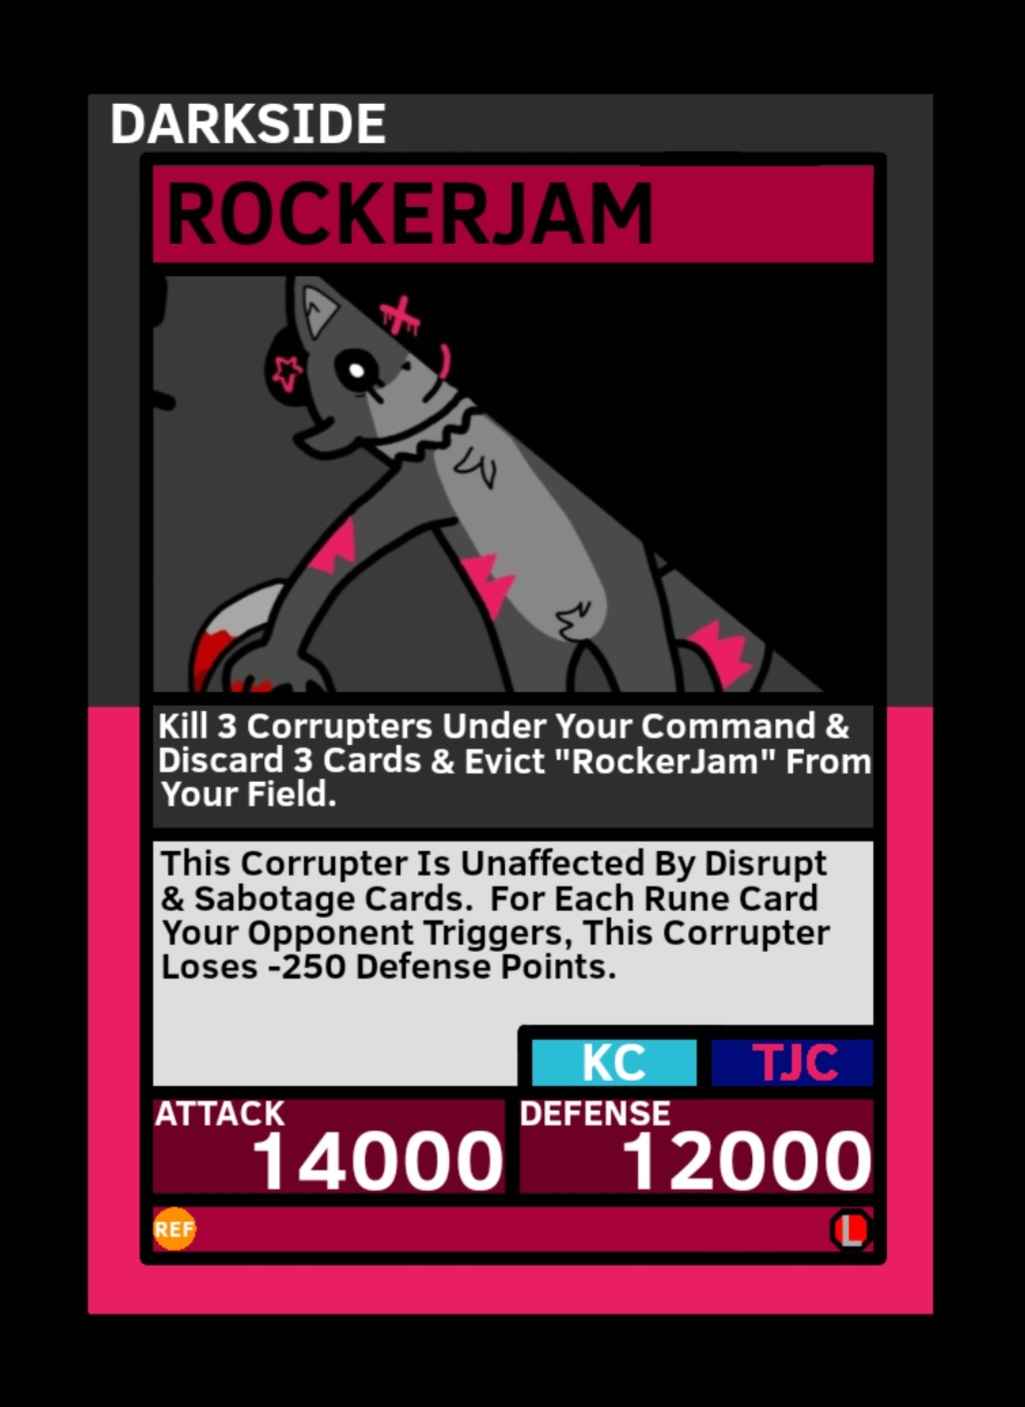 DARKSIDE
ROCKERJAM
Kill 3 Corrupters Under Your Command &
Discard 3 Cards & Evict "RockerJam" From
Your Field.
This Corrupter Is Unaffected By Disrupt
& Sabotage Cards. For Each Rune Card
Your Opponent Triggers, This Corrupter
Loses -250 Defense Points.
KC TJC
ATTACK DEFENSE
14000 12000
REF L